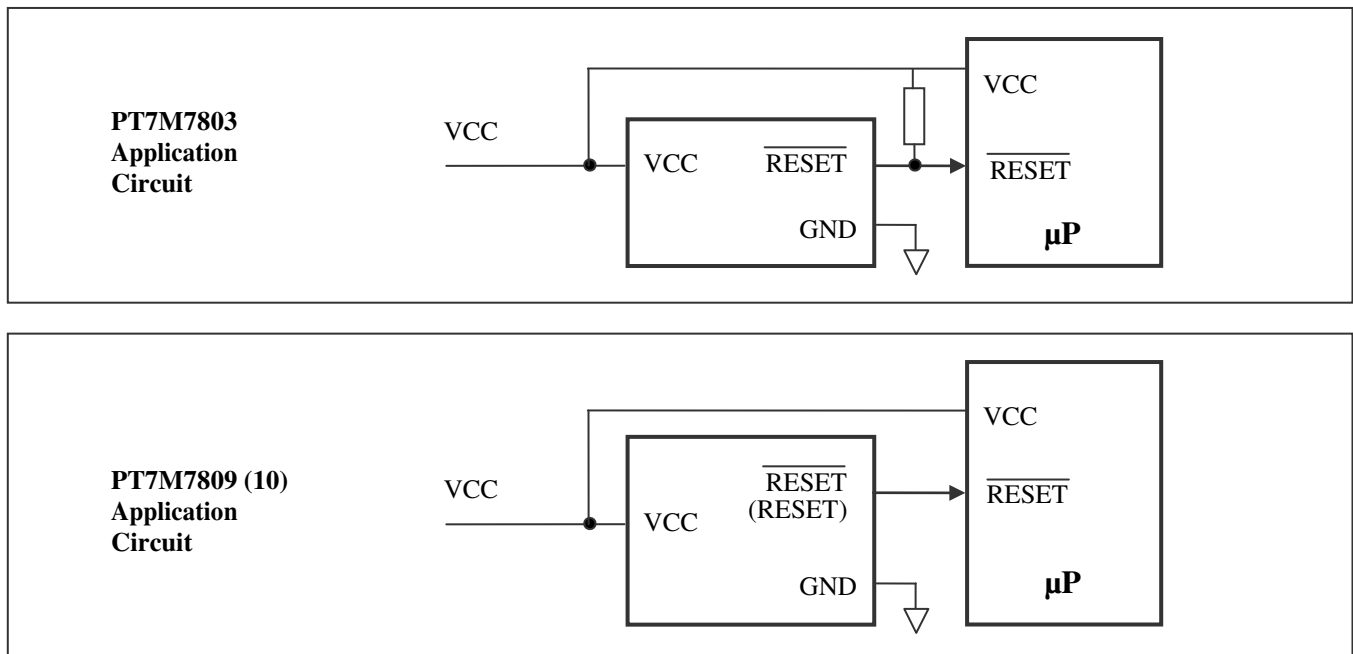 PT7M7803
Application
Circuit
VCC
VCC
RESET
GND
VCC
RESET
μP
PT7M7809 (10)
Application
Circuit
VCC
VCC
RESET
(RESET)
GND
VCC
RESET
μP